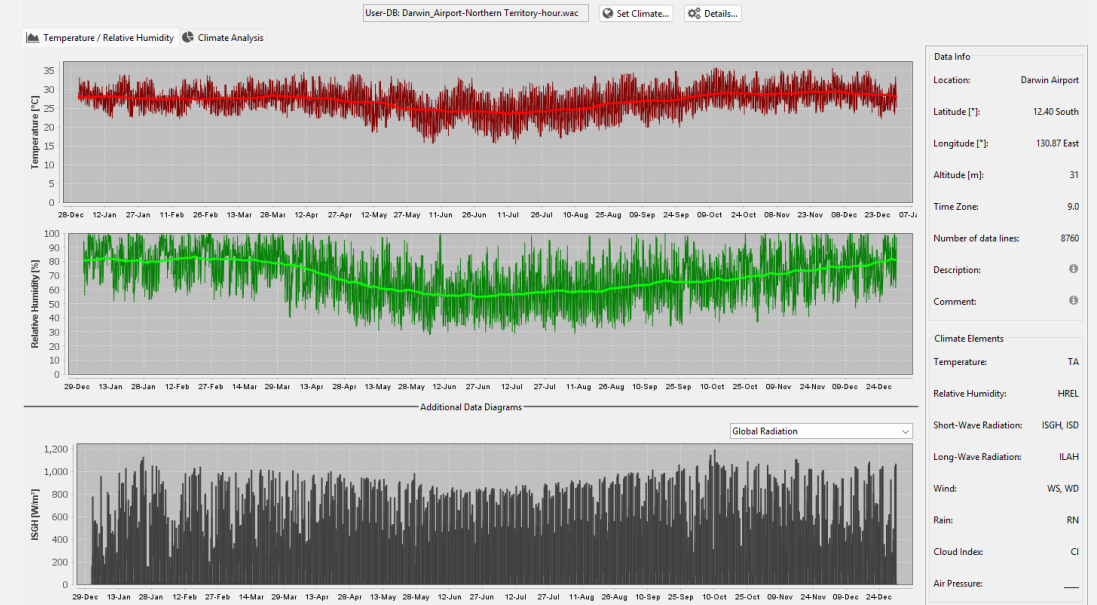 User-DB: Darwin_Airport-Northern Territory-hour.wac Set Climate... Details...
Temperature / Relative Humidity Climate Analysis
Temperature [°C]
35
30
25
20
15
10
5
0
28-Dec 12-Jan 27-Jan 11-Feb 26-Feb 13-Mar 28-Mar 12-Apr 27-Apr 12-May 27-May 11-Jun 26-Jun 11-Jul 26-Jul 10-Aug 25-Aug 09-Sep 24-Sep 09-Oct 24-Oct 08-Nov 23-Nov 08-Dec 23-Dec 07-Ja
Relative Humidity [%]
100
90
80
70
60
50
40
30
20
10
0
29-Dec 13-Jan 28-Jan 12-Feb 27-Feb 14-Mar 29-Mar 13-Apr 28-Apr 13-May 28-May 12-Jun 27-Jun 12-Jul 27-Jul 11-Aug 26-Aug 10-Sep 25-Sep 10-Oct 25-Oct 09-Nov 24-Nov 09-Dec 24-Dec
Additional Data Diagrams
Global Radiation
ISGH [W/m²]
1,200
1,000
800
600
400
200
0
29-Dec 13-Jan 28-Jan 12-Feb 27-Feb 14-Mar 29-Mar 13-Apr 28-Apr 13-May 28-May 12-Jun 27-Jun 12-Jul 27-Jul 11-Aug 26-Aug 10-Sep 25-Sep 10-Oct 25-Oct 09-Nov 24-Nov 09-Dec 24-Dec
Data Info
Location: Darwin Airport
Latitude [°]: 12.40 South
Longitude [°]: 130.87 East
Altitude [m]: 31
Time Zone: 9.0
Number of data lines: 8760
Description:
Comment:
Climate Elements
Temperature: TA
Relative Humidity: HREL
Short-Wave Radiation: ISGH, ISD
Long-Wave Radiation: ILAH
Wind: WS, WD
Rain: RN
Cloud Index: CI
Air Pressure: __